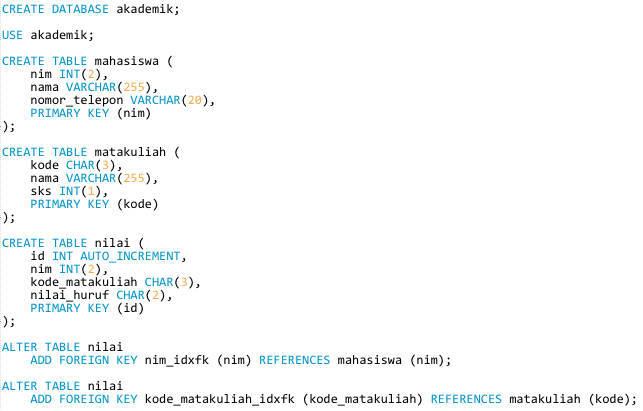 CREATE DATABASE akademik;
USE akademik;
CREATE TABLE mahasiswa (
nim INT(2),
nama VARCHAR(255),
nomor_telepon VARCHAR(20),
PRIMARY KEY (nim)
);
CREATE TABLE matakuliah (
kode CHAR(3),
nama VARCHAR(255),
sks INT(1),
PRIMARY KEY (kode)
);
CREATE TABLE nilai (
id INT AUTO_INCREMENT,
nim INT(2),
kode_matakuliah CHAR(3),
nilai_huruf CHAR(2),
PRIMARY KEY (id)
);
ALTER TABLE nilai
ADD FOREIGN KEY nim_idxfk (nim) REFERENCES mahasiswa (nim);
ALTER TABLE nilai
ADD FOREIGN KEY kode_matakuliah_idxfk (kode_matakuliah) REFERENCES matakuliah (kode);